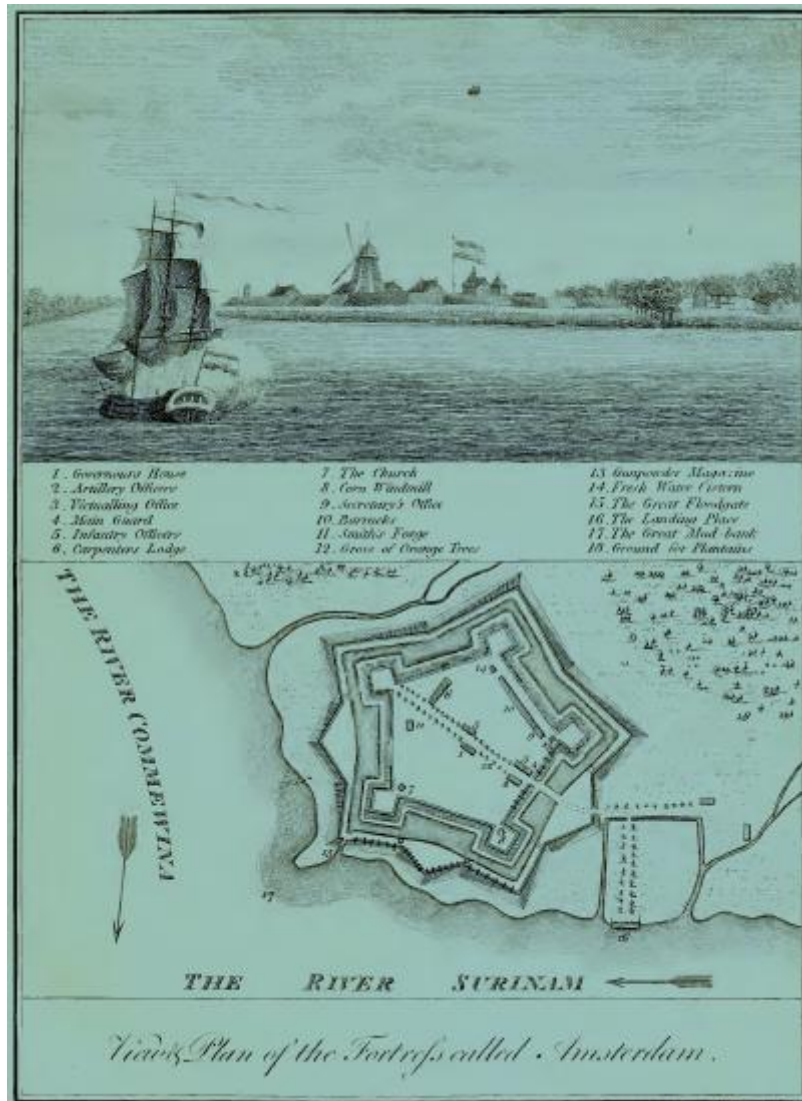 1. Governours House
2. Artillery Officers
3. Victualling Office
4. Main Guard
5. Infantry Officers
6. Carpenters Lodge
7 The Church
8. Corn Windmill
9. Secretary's Office
10. Barracks
11. Smiths Forge
12. Grove of Orange Trees
13. Gunpowder Magazine
14. Fresh Water Cistern
15. The Great Floodgate
16. The Landing Place
17. The Great Mud-bank
18. Ground for Plantains
THE RIVER COMMEWINA
18
17
16
THE RIVER SURINAM
View & Plan of the Fortress called Amsterdam.